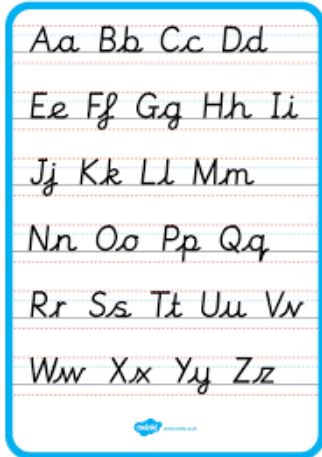 Aa Bb Cc Dd
Ee Ff Gg Hh Ii
Jj Kk Ll Mm
Nn Oo Pp Qq
Rr Ss Tt Uu Vv
Ww Xx Yy Zz
twinkl